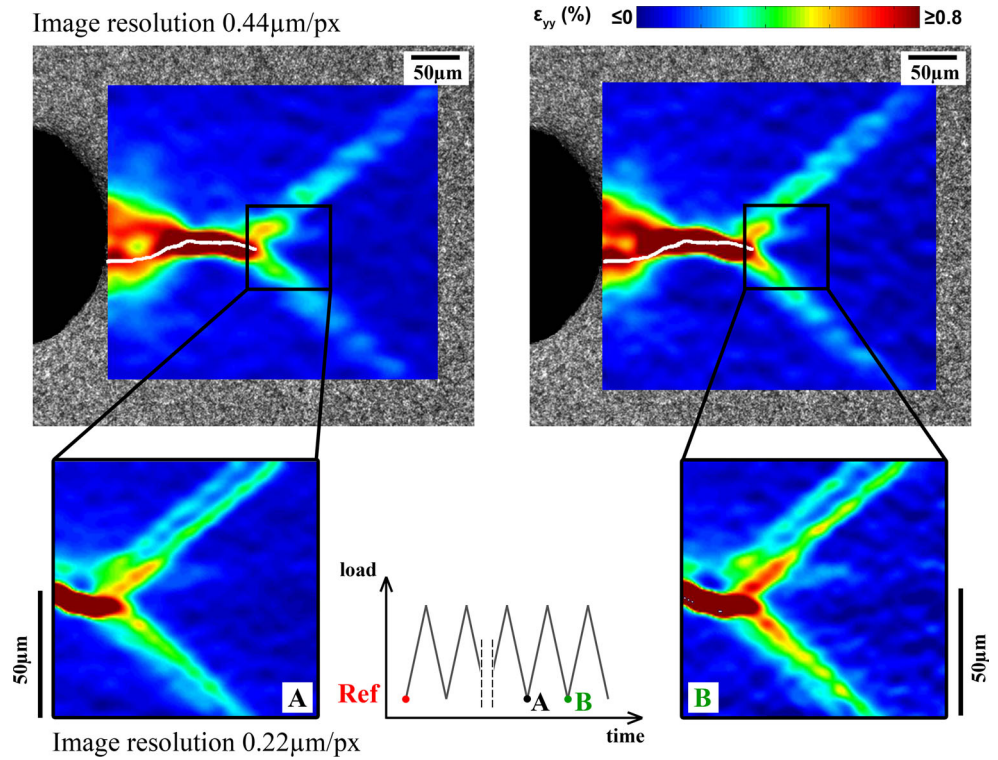 Image resolution 0.44µm/px
εyy (%) ≤0 ≥0.8
50µm
50µm
50µm
A
load
Ref
A
B
time
B
50µm
Image resolution 0.22µm/px